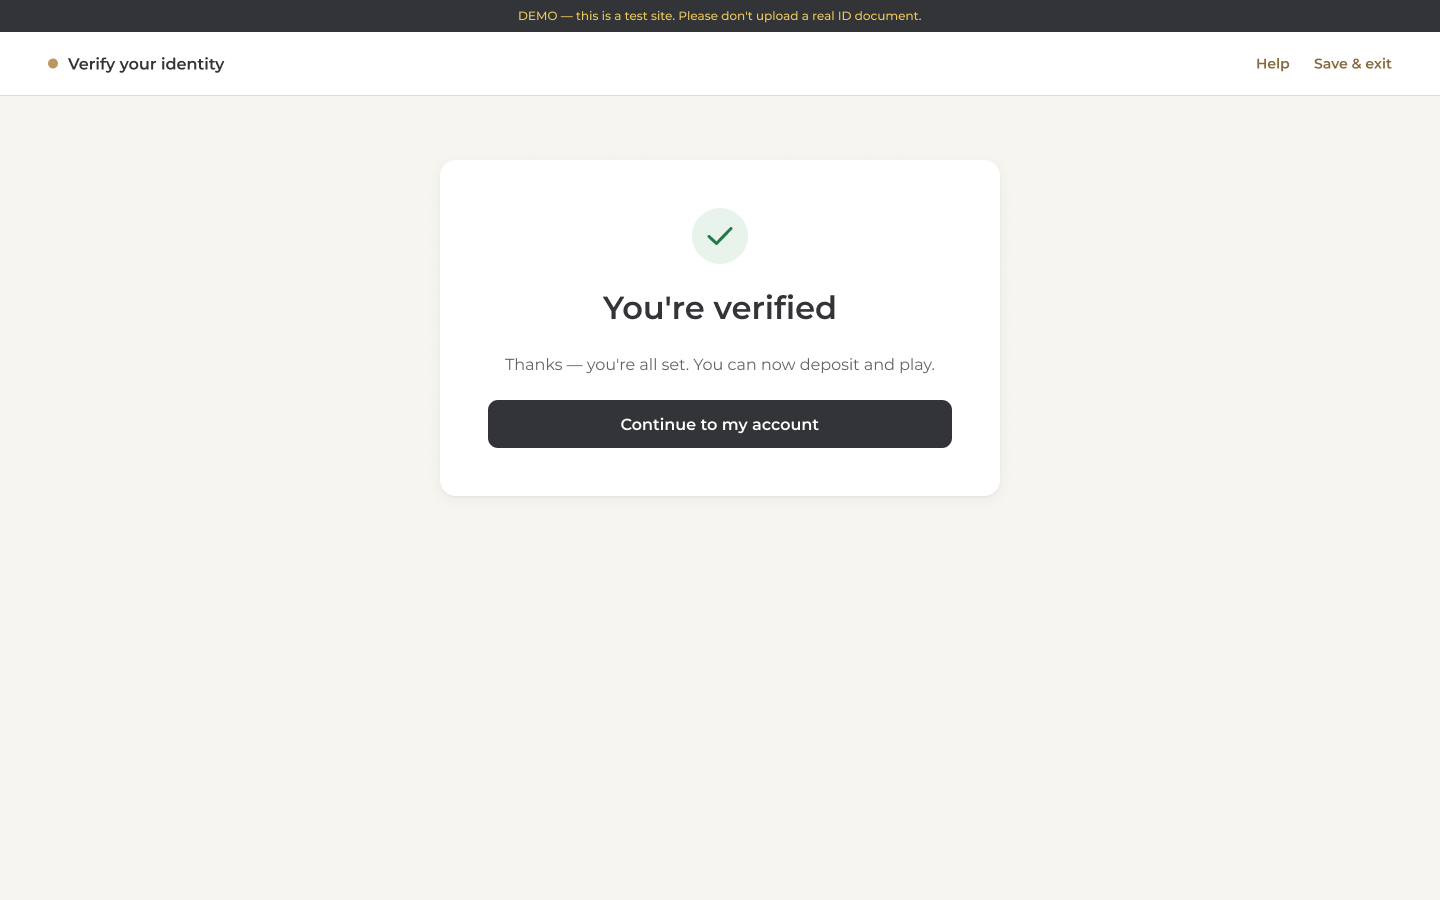 DEMO — this is a test site. Please don't upload a real ID document.
Verify your identity
Help
Save & exit
You're verified
Thanks — you're all set. You can now deposit and play.
Continue to my account